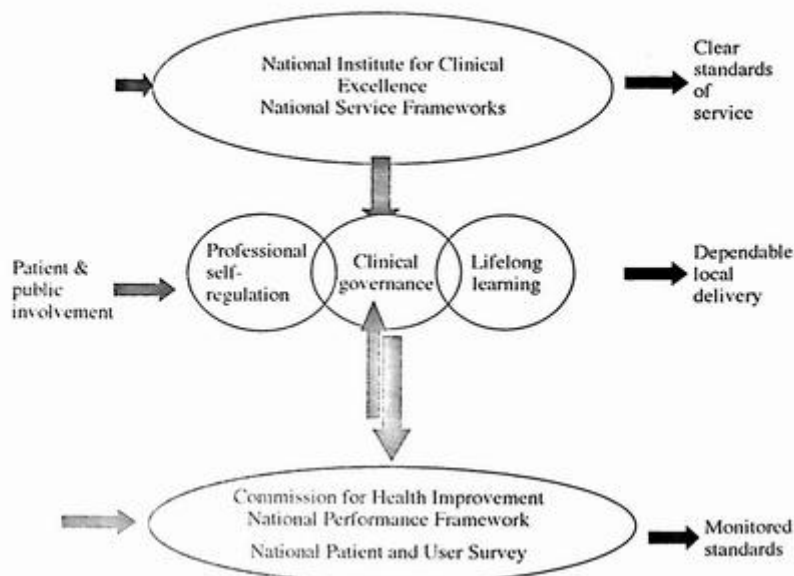 National Institute for Clinical
Excellence
National Service Frameworks
Clear
standards
of
service
Patient &
public
involvement
Professional
self-
regulation
Clinical
governance
Lifelong
learning
Dependable
local
delivery
Commission for Health Improvement
National Performance Framework
National Patient and User Survey
Monitored
standards